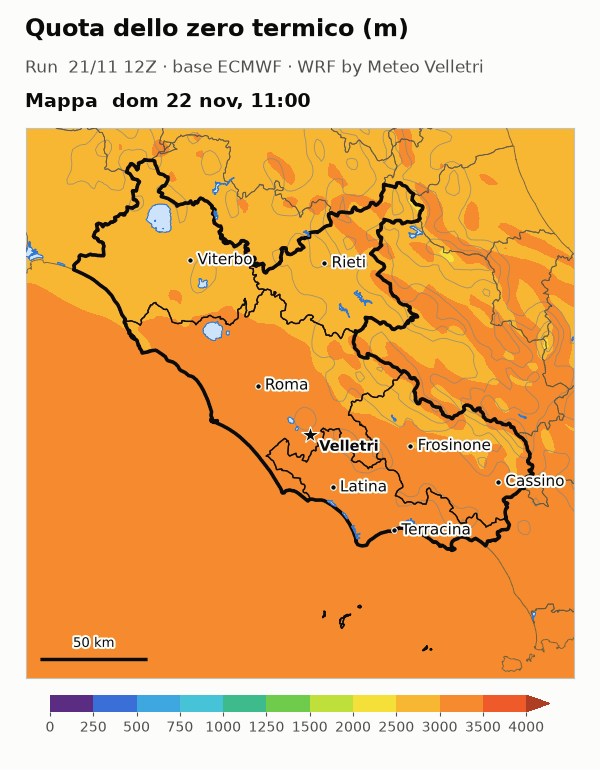 Quota dello zero termico (m)
Run  21/11 12Z · base ECMWF · WRF by Meteo Velletri
Mappa  dom 22 nov, 11:00
Viterbo
Rieti
Roma
Velletri
Frosinone
Latina
Cassino
Terracina
50 km
0 250 500 750 1000 1250 1500 2000 2500 3000 3500 4000